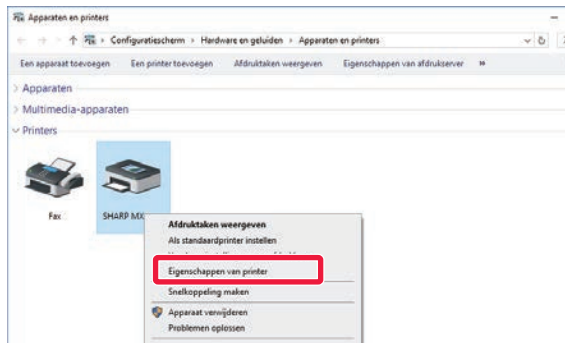 Apparaten en printers
Configuratiescherm › Hardware en geluiden › Apparaten en printers
Een apparaat toevoegen Een printer toevoegen Afdruktaken weergeven Eigenschappen van afdrukserver »
Apparaten
Multimedia-apparaten
Printers
Fax SHARP
Afdruktaken weergeven
Als standaardprinter instellen
Eigenschappen van printer
Snelkoppeling maken
Apparaat verwijderen
Problemen oplossen